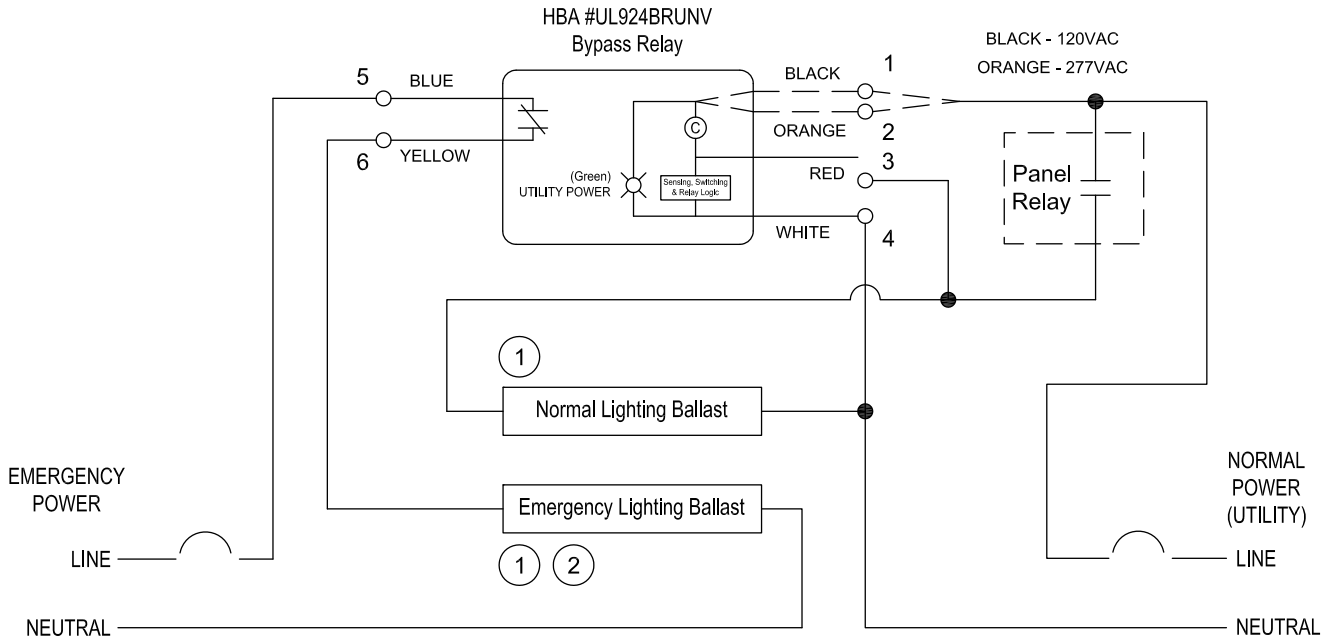 HBA #UL924BRUNV
Bypass Relay
BLACK - 120VAC
ORANGE - 277VAC
5
BLUE
BLACK
1
ORANGE
2
6
YELLOW
C
(Green)
UTILITY POWER
Sensing, Switching
& Relay Logic
RED
3
WHITE
4
Panel
Relay
1
Normal Lighting Ballast
EMERGENCY
POWER
Emergency Lighting Ballast
NORMAL
POWER
(UTILITY)
LINE
1
2
LINE
NEUTRAL
NEUTRAL